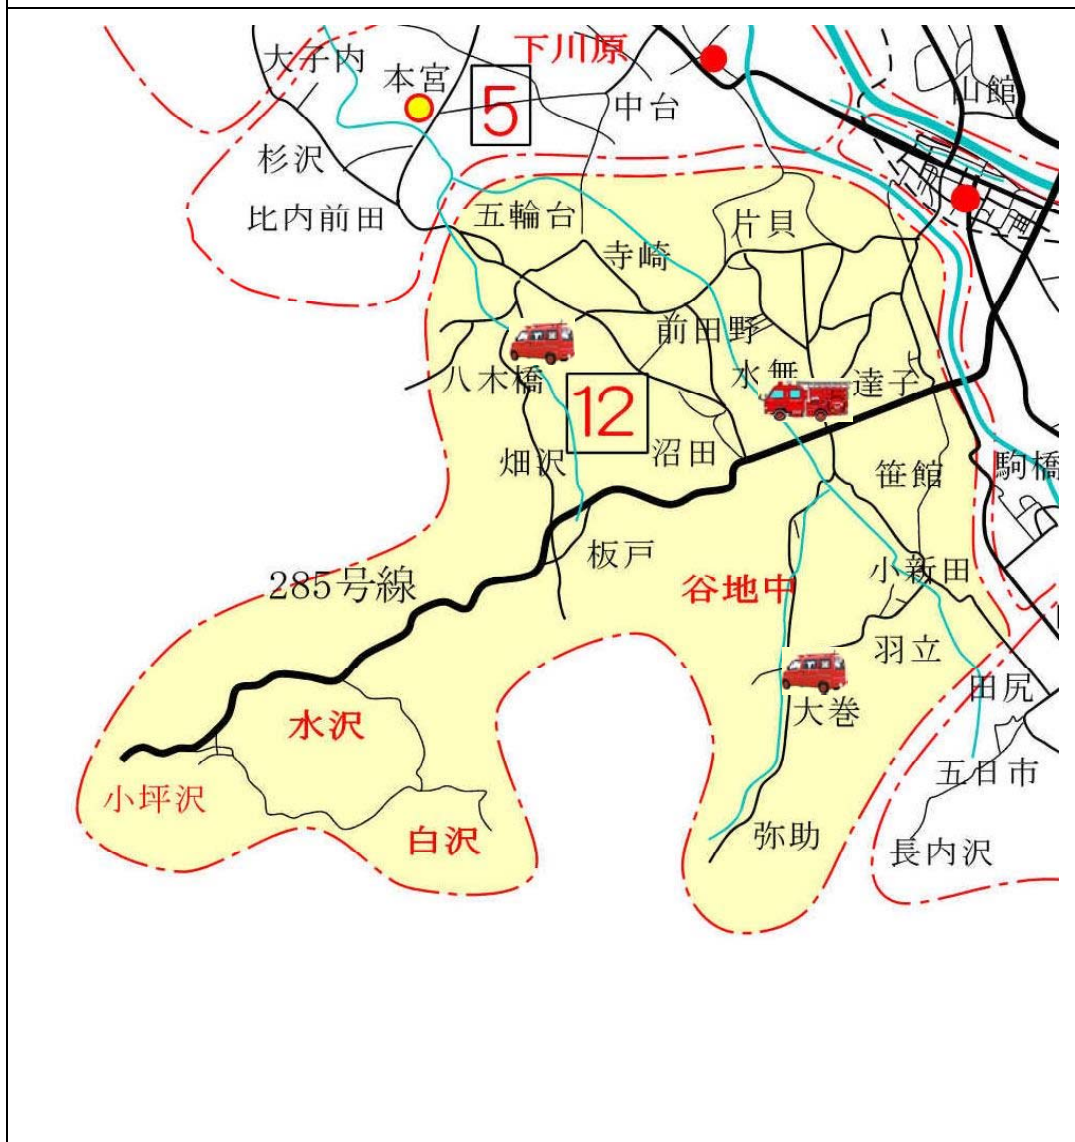 下川原
大子内
本宮
5
中台
山館
杉沢
比内前田
五輪台
片貝
寺崎
前田野
水無
達子
八木橋
12
畑沢
沼田
笹館
駒橋
板戸
285号線
谷地中
小新田
羽立
水沢
大巻
田尻
小坪沢
五日市
白沢
弥助
長内沢